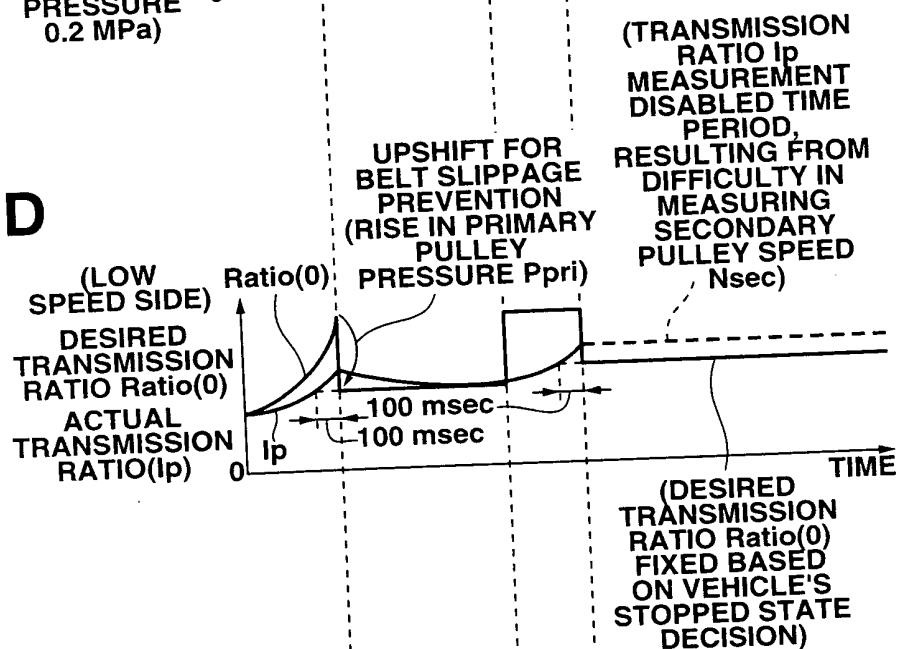 PRESSURE
0.2 MPa)
(TRANSMISSION
RATIO Ip
MEASUREMENT
DISABLED TIME
PERIOD,
RESULTING FROM
DIFFICULTY IN
MEASURING
SECONDARY
PULLEY SPEED
Nsec)
UPSHIFT FOR
BELT SLIPPAGE
PREVENTION
(RISE IN PRIMARY
PULLEY
PRESSURE Ppri)
D
(LOW
SPEED SIDE)
Ratio(0)
DESIRED
TRANSMISSION
RATIO Ratio(0)
ACTUAL
TRANSMISSION
RATIO(Ip)
0
Ip
100 msec
100 msec
TIME
(DESIRED
TRANSMISSION
RATIO Ratio(0)
FIXED BASED
ON VEHICLE'S
STOPPED STATE
DECISION)